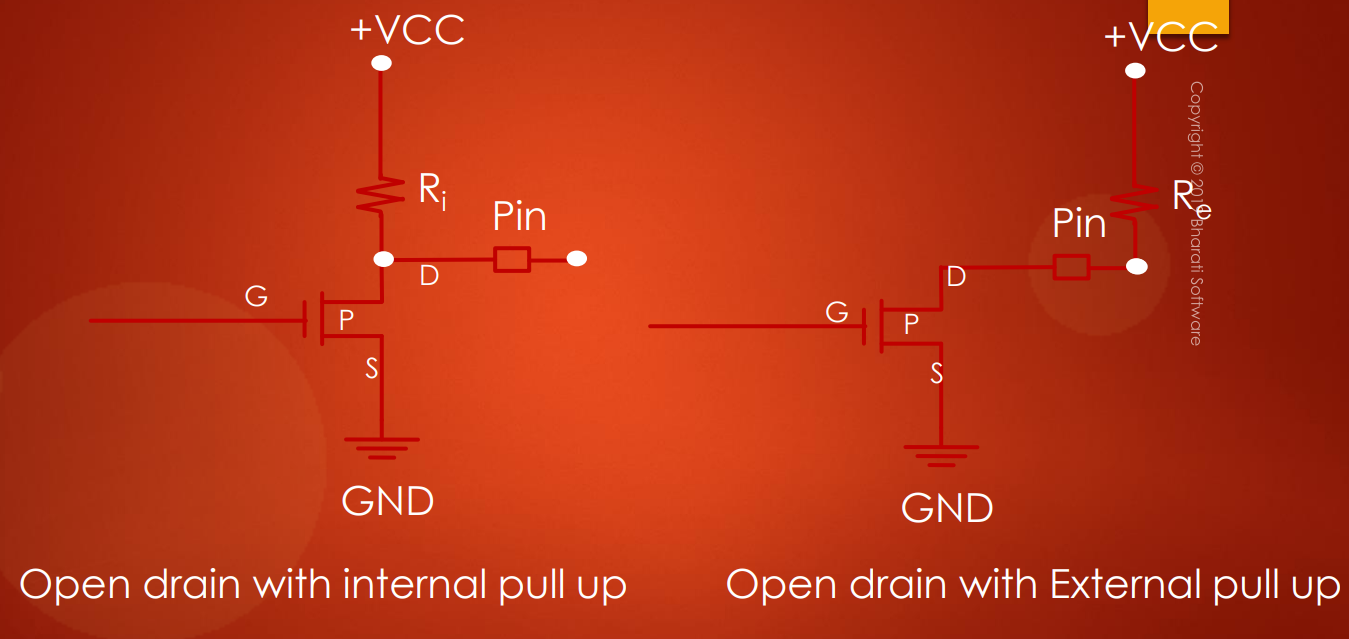 +VCC
Ri
Pin
D
G
P
S
GND
Open drain with internal pull up
+VCC
Re
Pin
D
G
P
S
GND
Open drain with External pull up
Copyright © Bharati Software